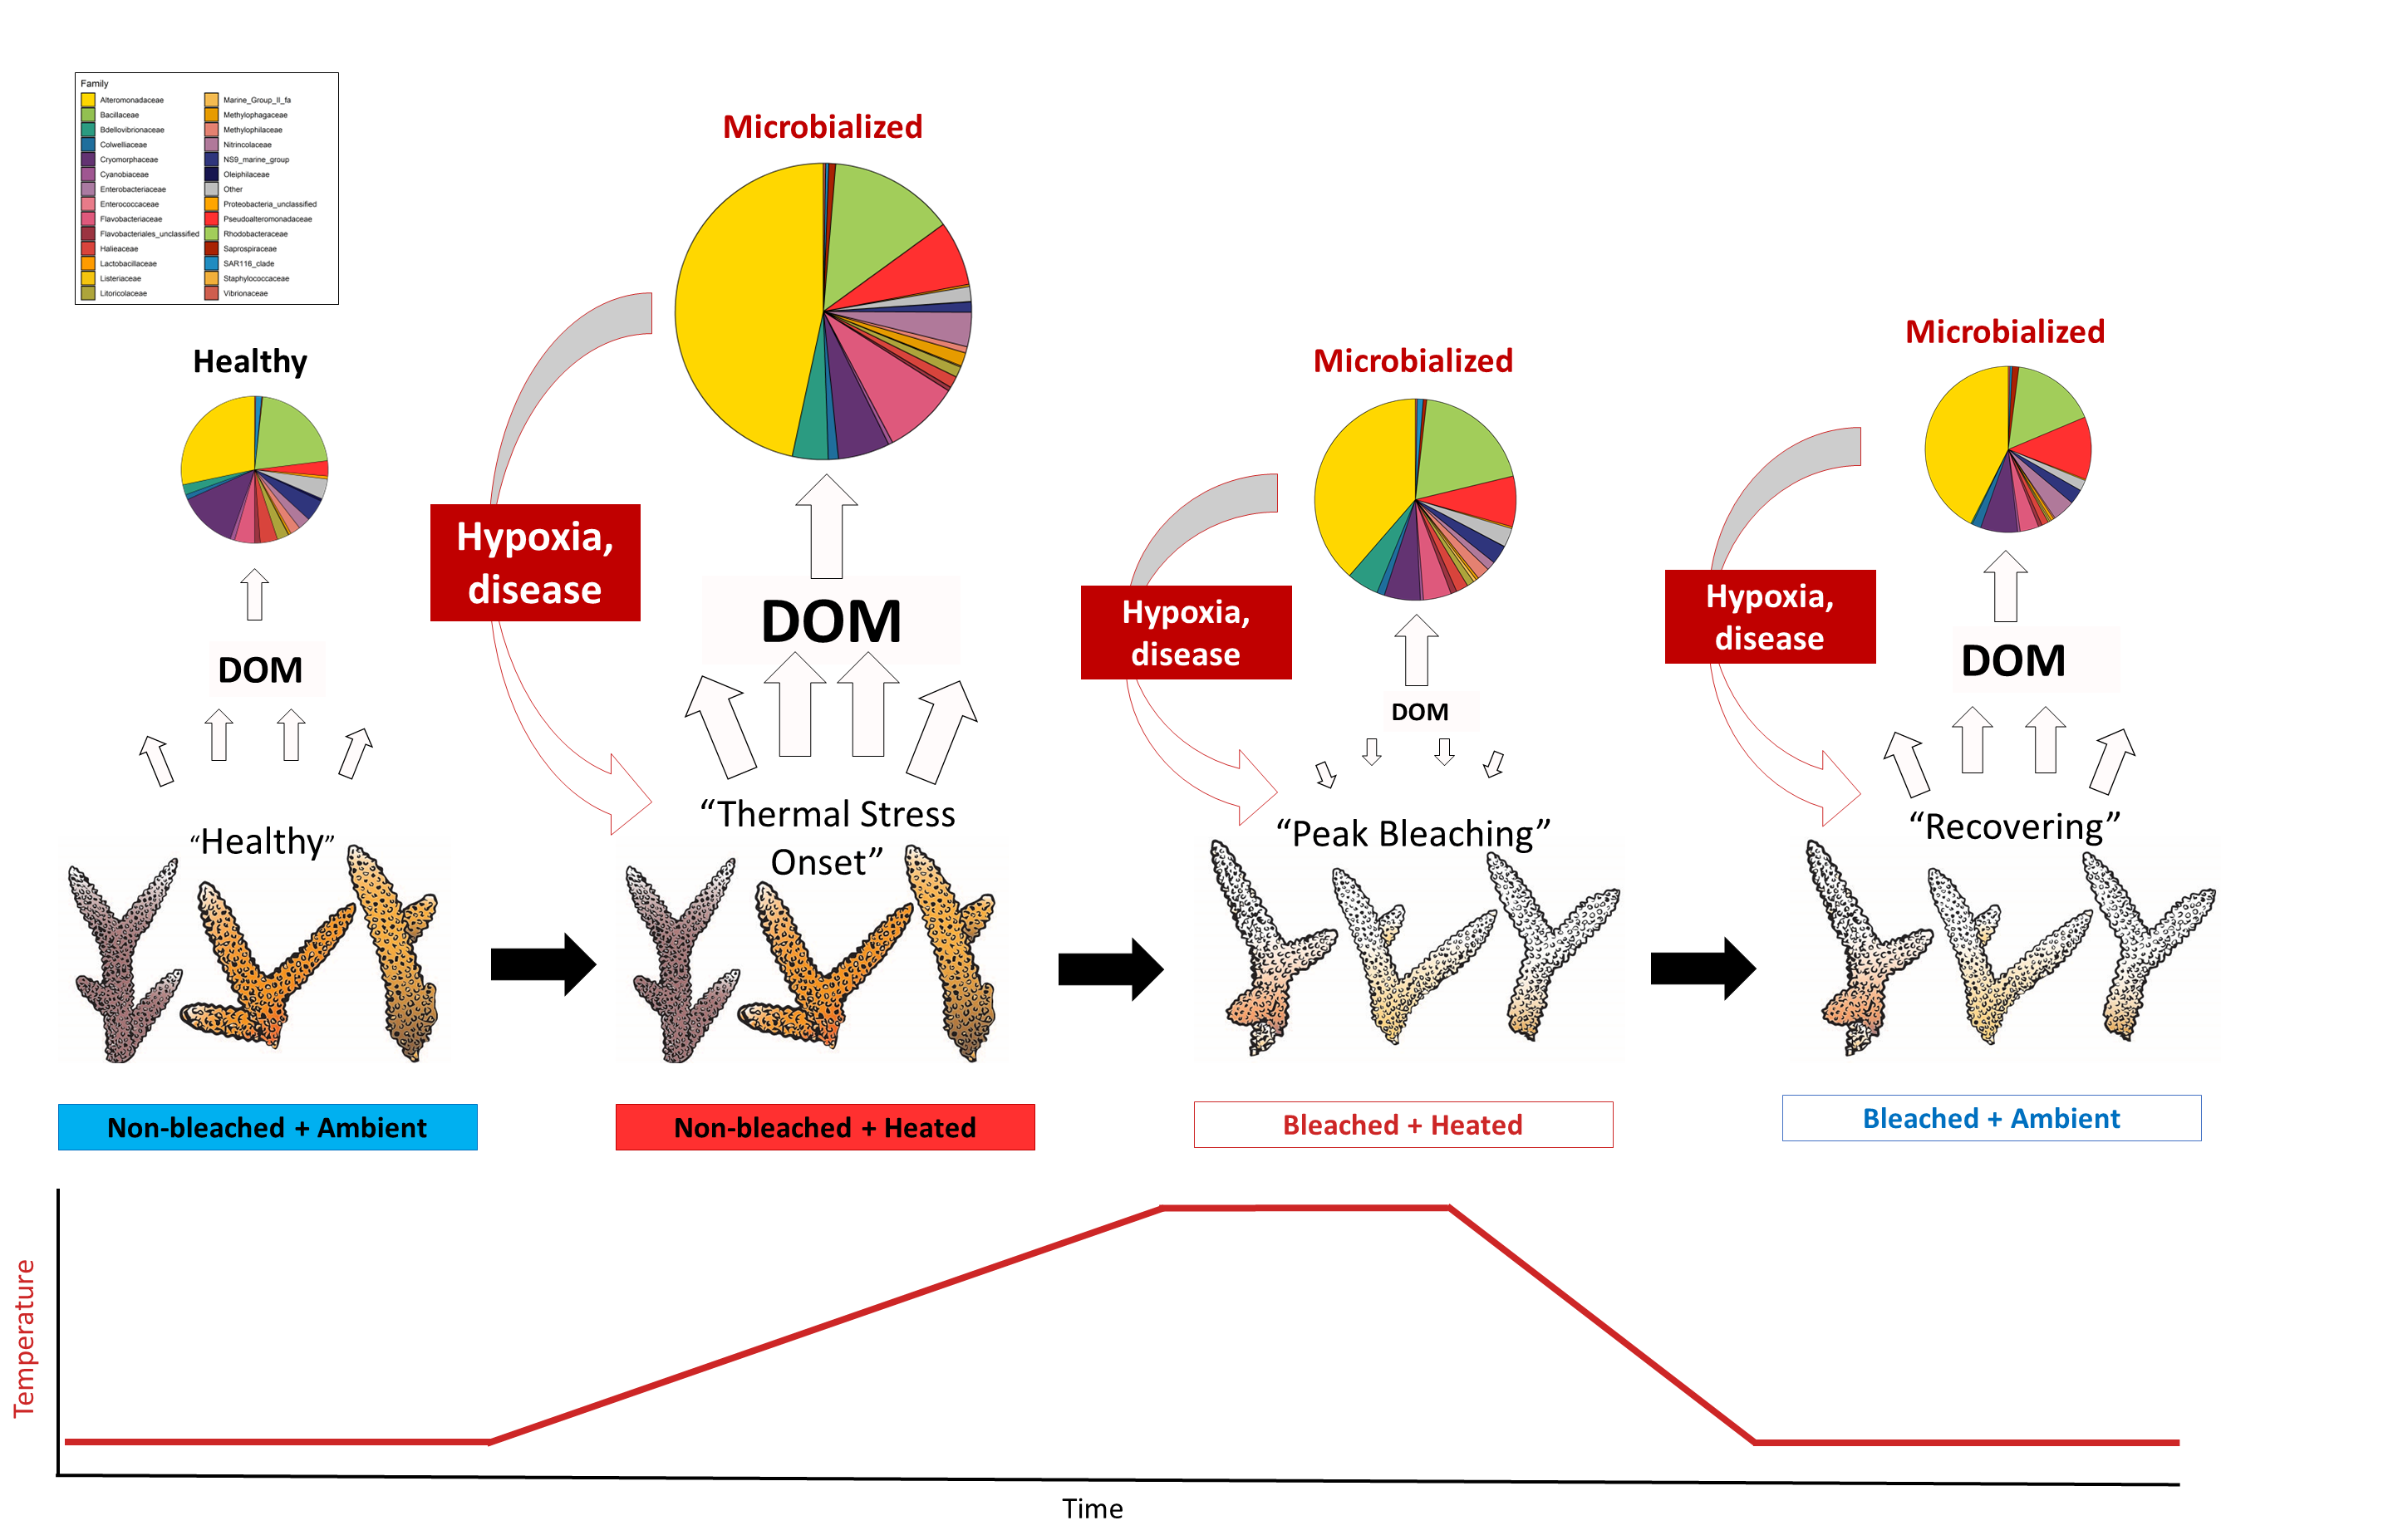 Family
Alteromonadaceae
Bacillaceae
Bdellovibrionaceae
Colwelliaceae
Cryomorphaceae
Cyanobiaceae
Enterobacteriaceae
Enterococcaceae
Flavobacteriaceae
Flavobacteriales_unclassified
Halieaceae
Lactobacillaceae
Listeriaceae
Litoricolaceae
Marine_Group_II_fa
Methylophagaceae
Methylophilaceae
Nitrincolaceae
NS9_marine_group
Oleiphilaceae
Other
Proteobacteria_unclassified
Pseudoalteromonadaceae
Rhodobacteraceae
Saprospiraceae
SAR116_clade
Staphylococcaceae
Vibrionaceae
Healthy
DOM
“Healthy”
Non-bleached + Ambient
Microbialized
Hypoxia,
disease
DOM
“Thermal Stress
Onset”
Non-bleached + Heated
Microbialized
Hypoxia,
disease
DOM
“Peak Bleaching”
Bleached + Heated
Microbialized
Hypoxia,
disease
DOM
“Recovering”
Bleached + Ambient
Temperature
Time